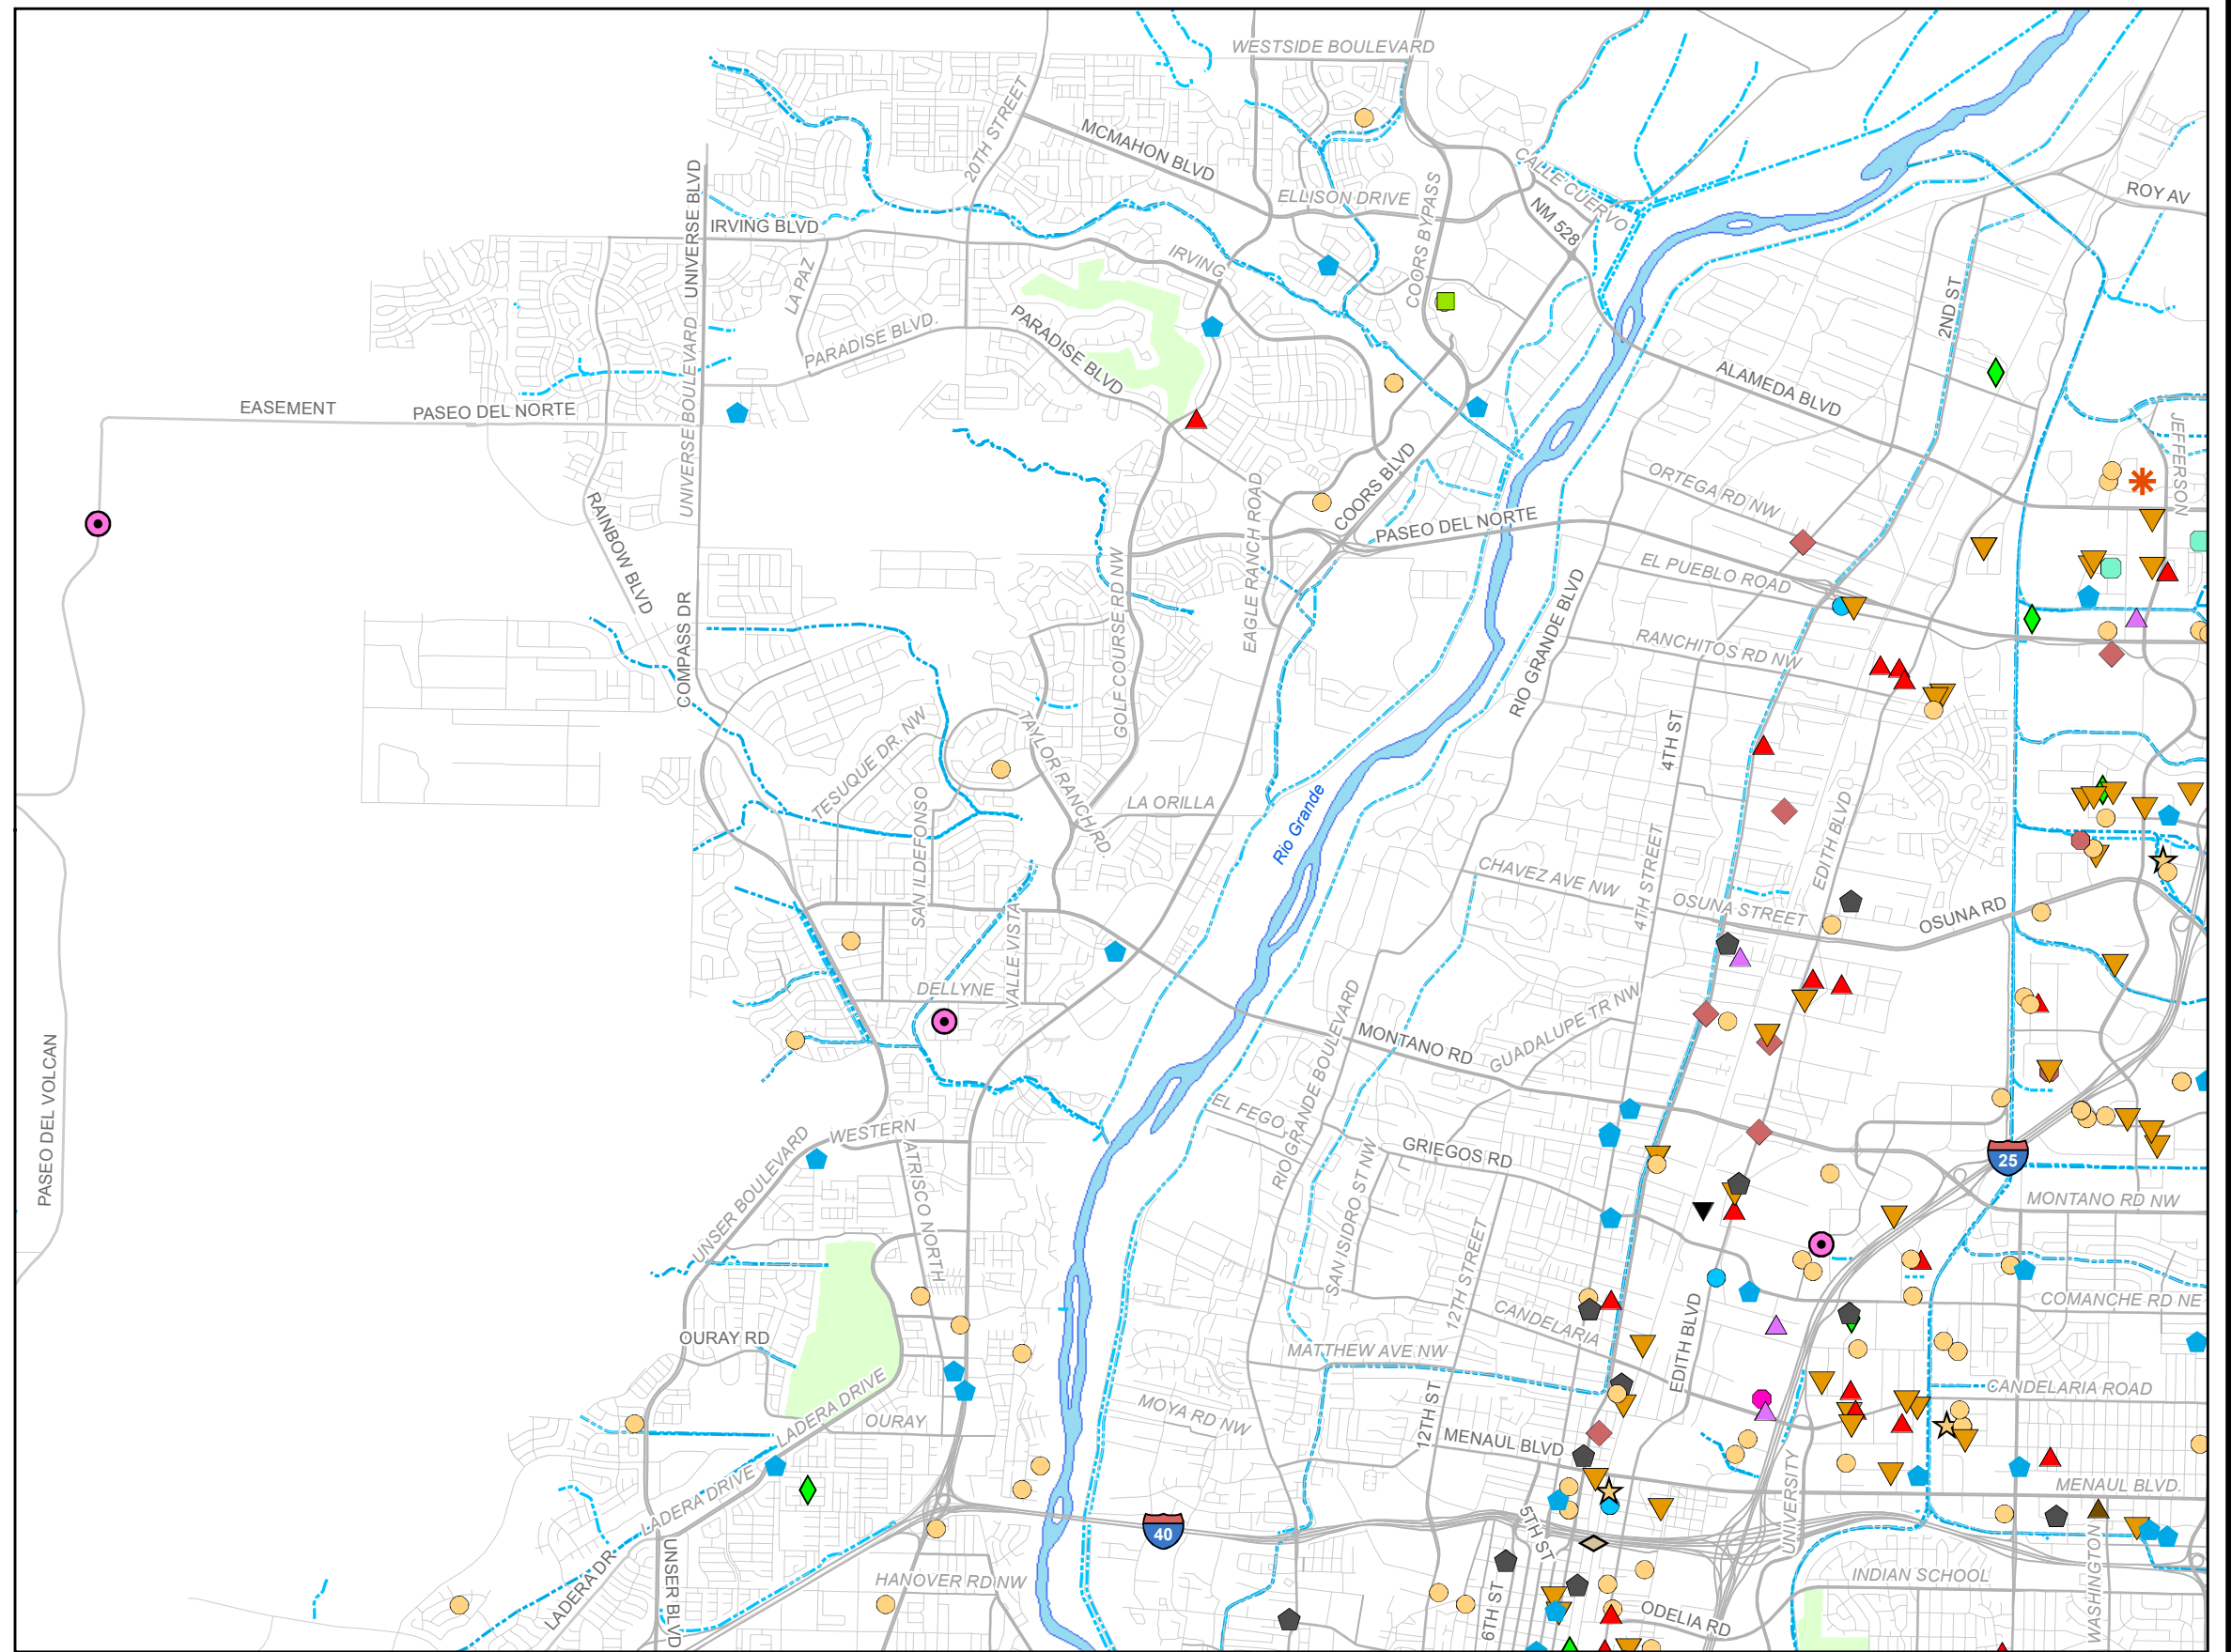 WESTSIDE BOULEVARD
20TH STREET
MCMAHON BLVD
CALLE CUERVO
ELLISON DRIVE
COORS BYPASS
NM 528
ROY AV
UNIVERSE BLVD
IRVING BLVD
IRVING
LA PAZ
2ND ST
PARADISE BLVD.
PARADISE BLVD
ALAMEDA BLVD
UNIVERSE BOULEVARD
EASEMENT
PASEO DEL NORTE
JEFFERSON
COORS BLVD
ORTEGA RD NW
EAGLE RANCH ROAD
RAINBOW BLVD
PASEO DEL NORTE
EL PUEBLO ROAD
GOLF COURSE RD NW
COMPASS DR
RIO GRANDE BLVD
RANCHITOS RD NW
TESUQUE DR. NW
TAYLOR RANCH RD.
4TH ST
LA ORILLA
Rio Grande
EDITH BLVD
SAN ILDEFONSO
CHAVEZ AVE NW
4TH STREET
OSUNA STREET
OSUNA RD
VALLE VISTA
DELLYNE
MONTANO RD
GUADALUPE TR NW
RIO GRANDE BOULEVARD
PASEO DEL VOLCAN
EL FEGO
WESTERN
GRIEGOS RD
25
UNSER BOULEVARD
ATRISCO NORTH
SAN ISIDRO ST NW
MONTANO RD NW
12TH STREET
CANDELARIA
COMANCHE RD NE
EDITH BLVD
OURAY RD
MATTHEW AVE NW
LADERA DRIVE
CANDELARIA ROAD
OURAY
MOYA RD NW
12TH ST
MENAUL BLVD
UNIVERSITY
MENAUL BLVD.
LADERA DRIVE
40
5TH ST
WASHINGTON
UNSER BLVD
LADERA DR
HANOVER RD NW
6TH ST
INDIAN SCHOOL
ODELIA RD